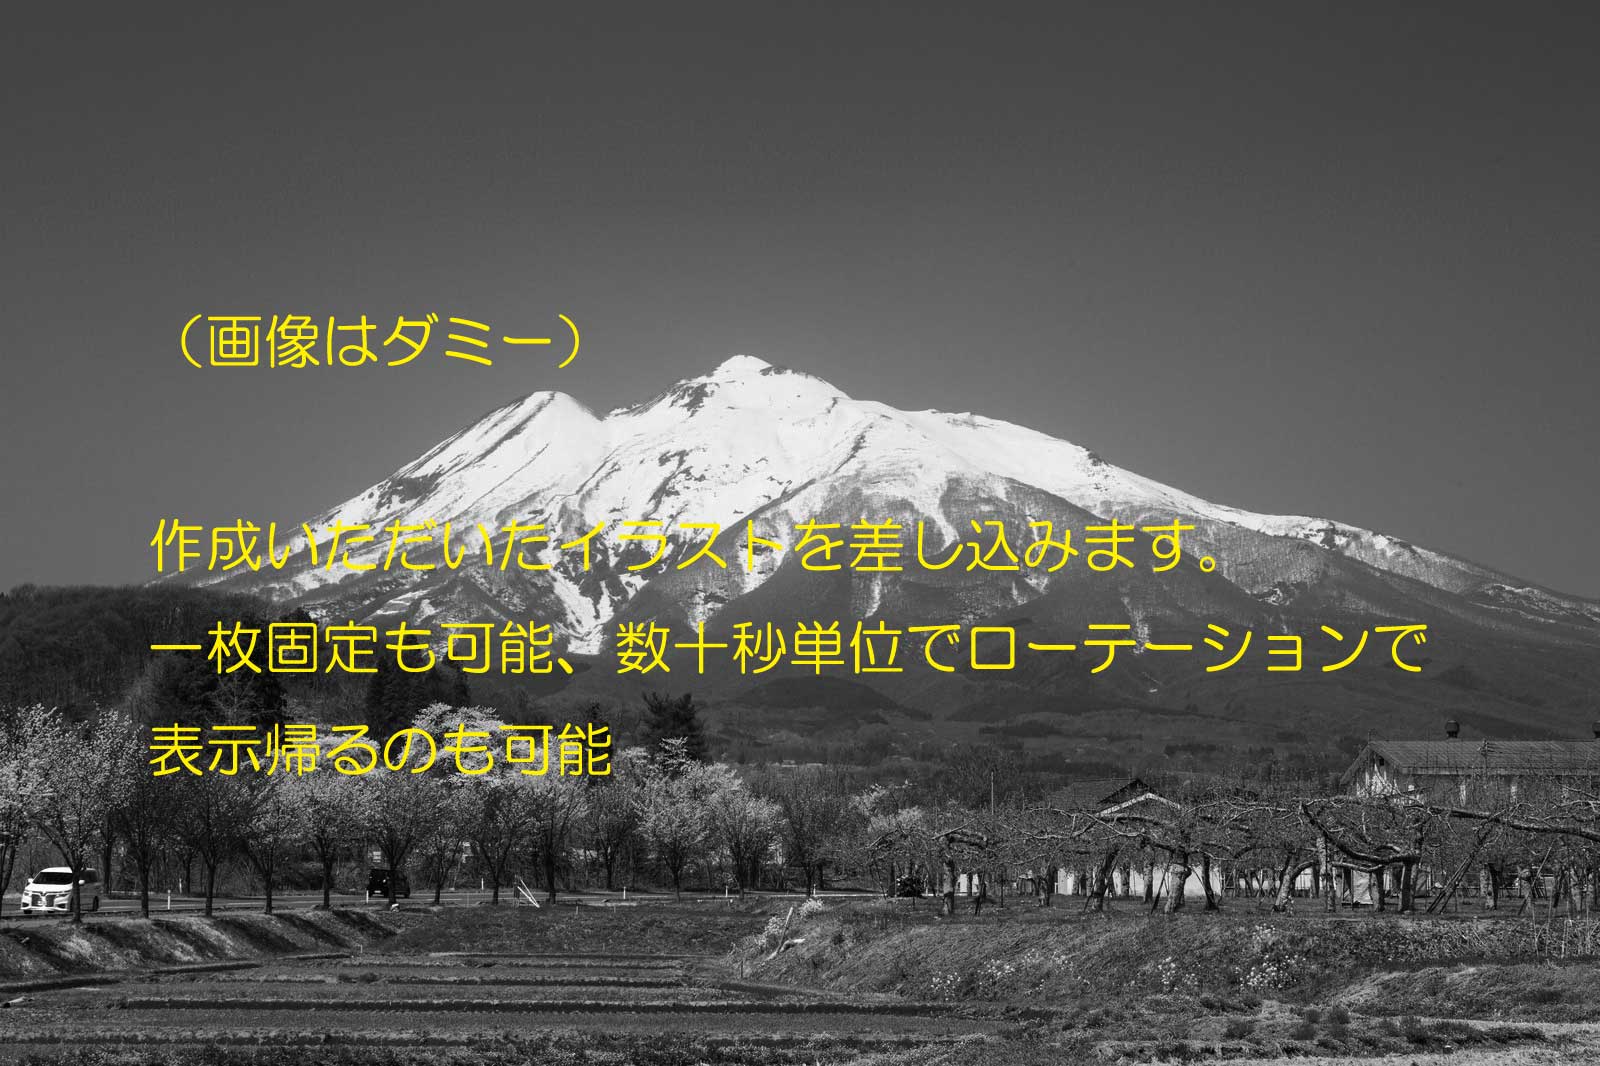 （画像はダミー）
作成いただいたイラストを差し込みます。
一枚固定も可能、数十秒単位でローテーションで
表示帰るのも可能